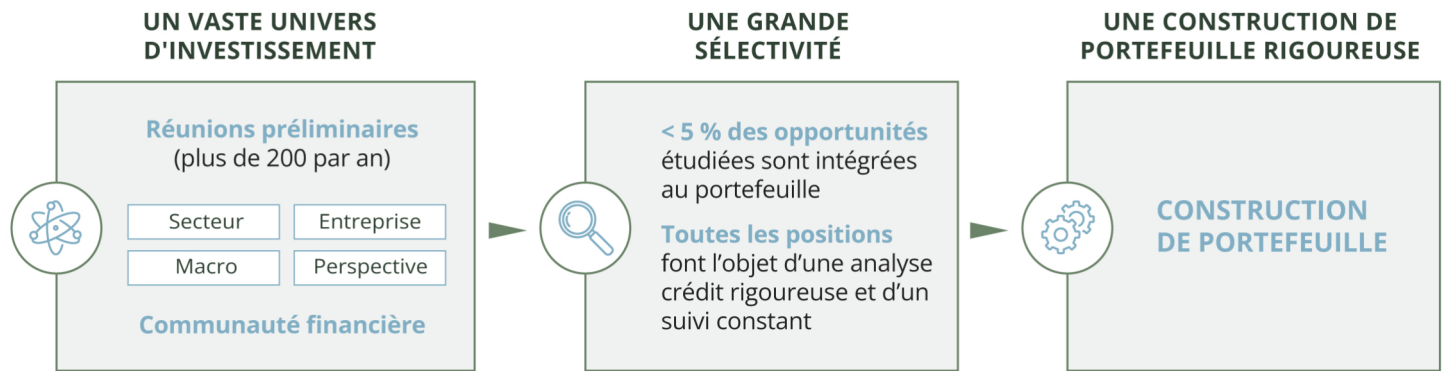 UN VASTE UNIVERS
D'INVESTISSEMENT
Réunions préliminaires
(plus de 200 par an)
Secteur
Entreprise
Macro
Perspective
Communauté financière
UNE GRANDE
SÉLECTIVITÉ
< 5 % des opportunités
étudiées sont intégrées
au portefeuille
Toutes les positions
font l’objet d’une analyse
crédit rigoureuse et d’un
suivi constant
UNE CONSTRUCTION DE
PORTEFEUILLE RIGOUREUSE
CONSTRUCTION
DE PORTEFEUILLE